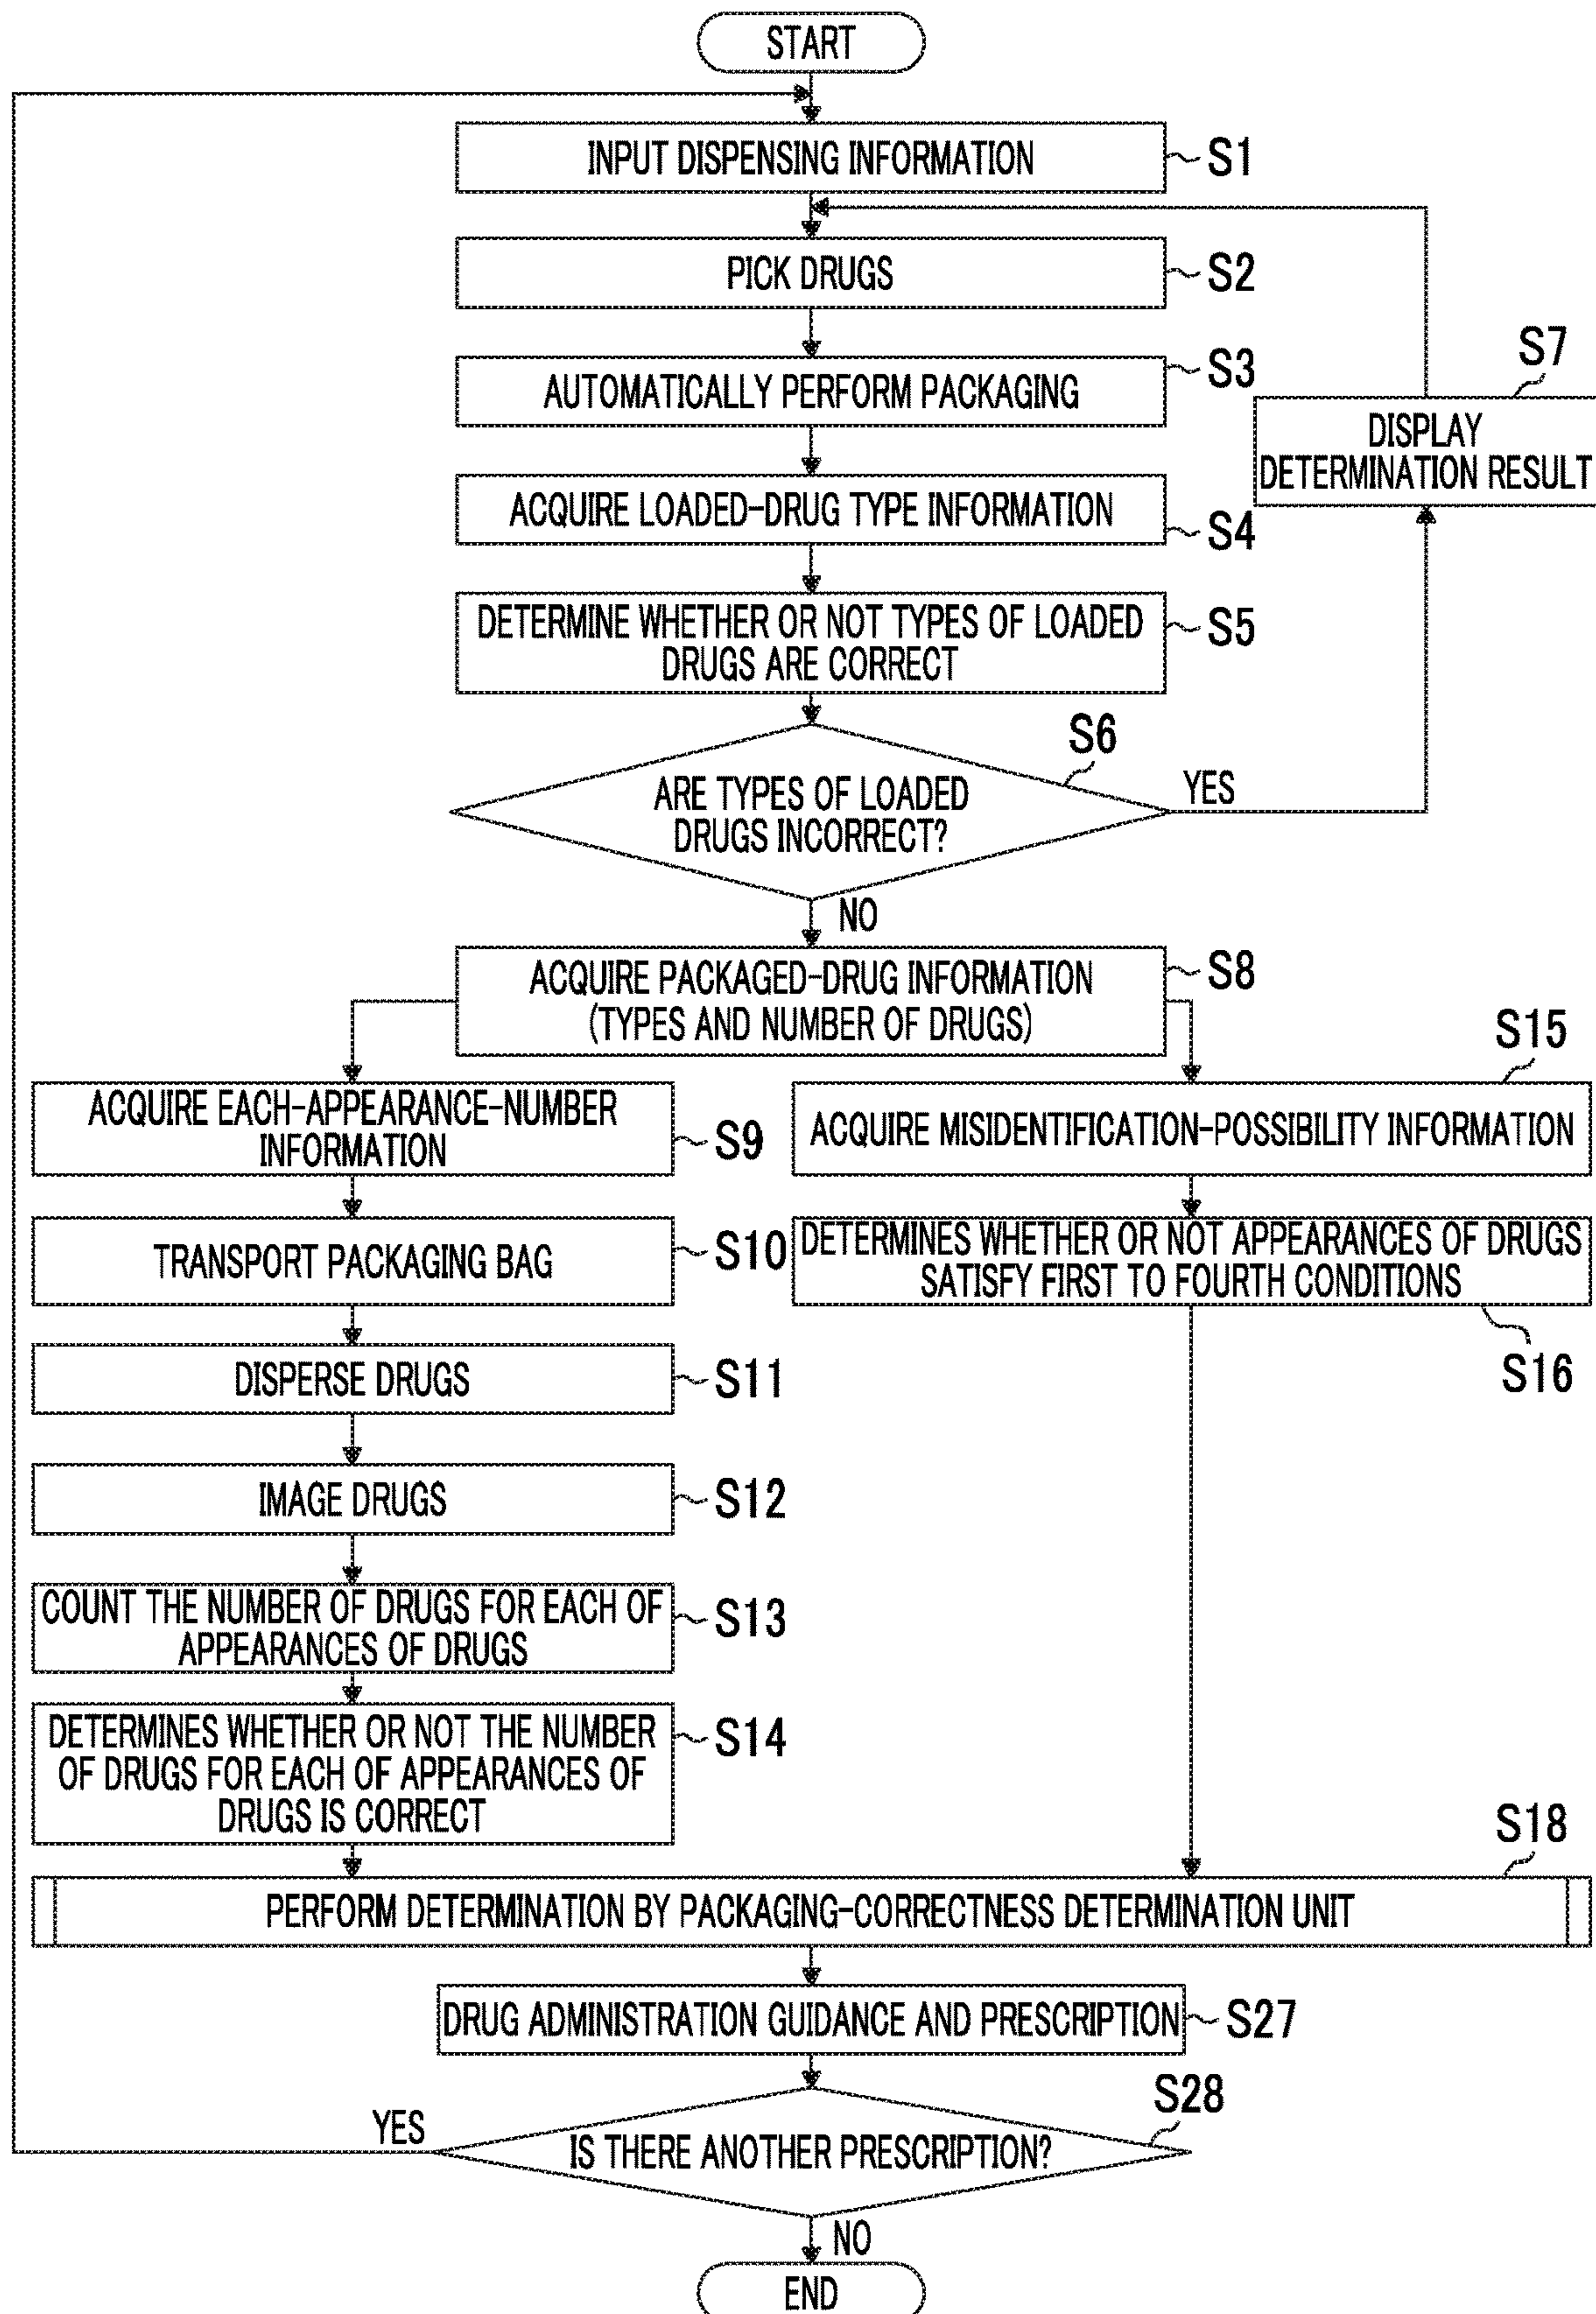 START
INPUT DISPENSING INFORMATION
S1
PICK DRUGS
S2
AUTOMATICALLY PERFORM PACKAGING
S3
S7
DISPLAY
DETERMINATION RESULT
ACQUIRE LOADED-DRUG TYPE INFORMATION
S4
DETERMINE WHETHER OR NOT TYPES OF LOADED
DRUGS ARE CORRECT
S5
S6
ARE TYPES OF LOADED
DRUGS INCORRECT?
YES
NO
ACQUIRE PACKAGED-DRUG INFORMATION
(TYPES AND NUMBER OF DRUGS)
S8
ACQUIRE EACH-APPEARANCE-NUMBER
INFORMATION
S9
S15
ACQUIRE MISIDENTIFICATION-POSSIBILITY INFORMATION
TRANSPORT PACKAGING BAG
S10
DETERMINES WHETHER OR NOT APPEARANCES OF DRUGS
SATISFY FIRST TO FOURTH CONDITIONS
S16
DISPERSE DRUGS
S11
IMAGE DRUGS
S12
COUNT THE NUMBER OF DRUGS FOR EACH OF
APPEARANCES OF DRUGS
S13
DETERMINES WHETHER OR NOT THE NUMBER
OF DRUGS FOR EACH OF APPEARANCES OF
DRUGS IS CORRECT
S14
S18
PERFORM DETERMINATION BY PACKAGING-CORRECTNESS DETERMINATION UNIT
DRUG ADMINISTRATION GUIDANCE AND PRESCRIPTION
S27
S28
YES
IS THERE ANOTHER PRESCRIPTION?
NO
END